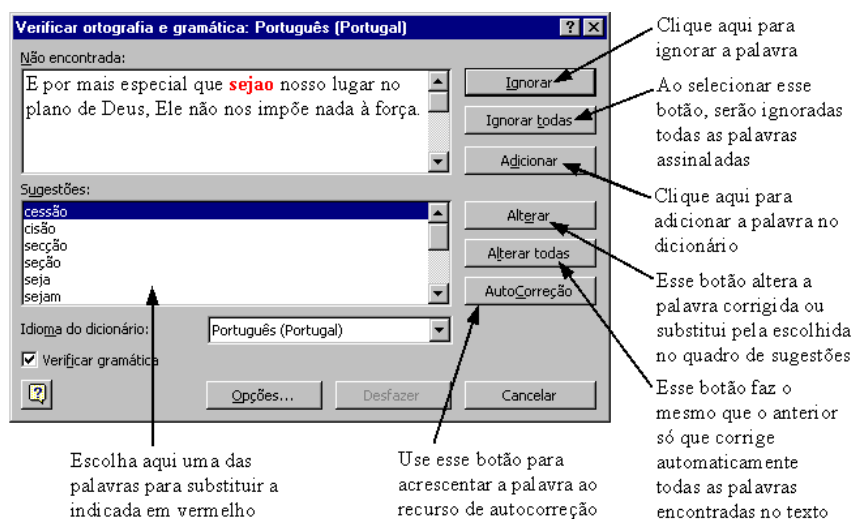 Verificar ortografia e gramática: Português (Portugal)
Não encontrada:
E por mais especial que sejao nosso lugar no
plano de Deus, Ele não nos impõe nada à força.
Ignorar
Ignorar todas
Adicionar
Sugestões:
cessão
cisão
secção
seção
seja
sejam
Alterar
Alterar todas
AutoCorreção
Idioma do dicionário:
Português (Portugal)
Verificar gramática
Opções...
Desfazer
Cancelar
Clique aqui para
ignorar a palavra
Ao selecionar esse
botão, serão ignoradas
todas as palavras
assinaladas
Clique aqui para
adicionar a palavra no
dicionário
Esse botão altera a
palavra corrigida ou
substitui pela escolhida
no quadro de sugestões
Esse botão faz o
mesmo que o anterior
só que corrige
automaticamente
todas as palavras
encontradas no texto
Escolha aqui uma das
palavras para substituir a
indicada em vermelho
Use esse botão para
acrescentar a palavra ao
recurso de autocorreção